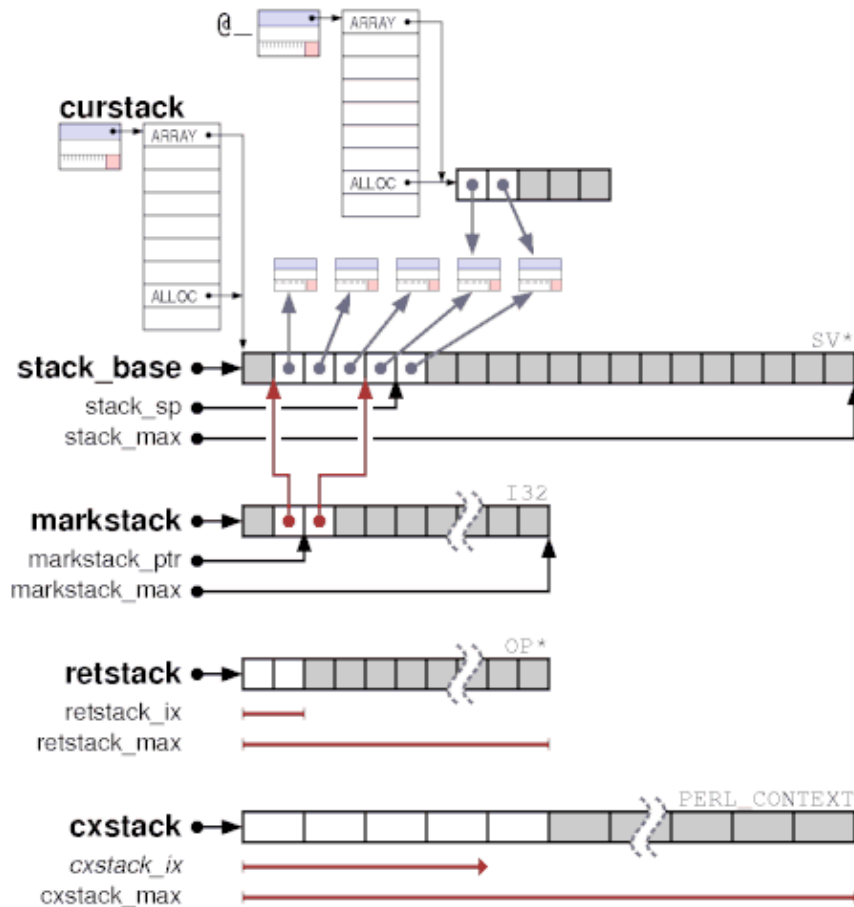 @_
ARRAY
curstack
ARRAY
ALLOC
ALLOC
SV*
stack_base
stack_sp
stack_max
I32
markstack
markstack_ptr
markstack_max
OP*
retstack
retstack_ix
retstack_max
PERL_CONTEXT
cxstack
cxstack_ix
cxstack_max